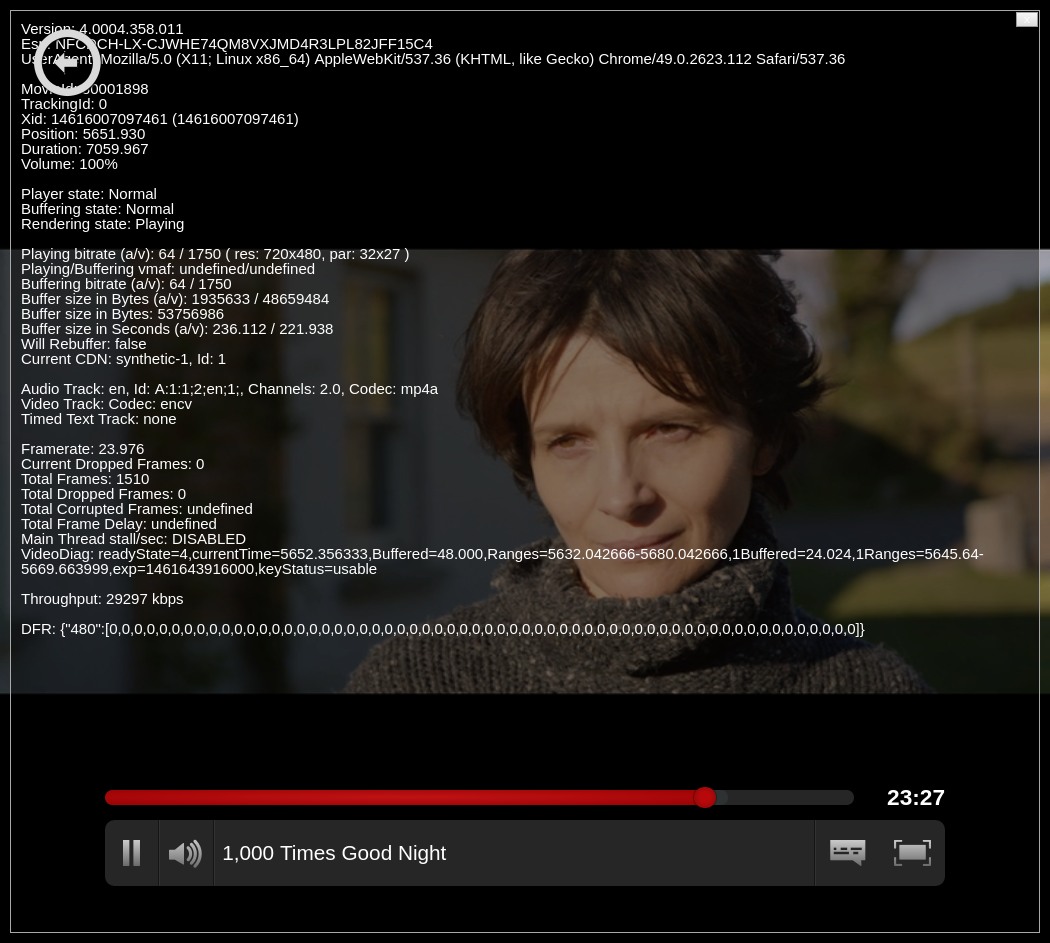 Version: 4.0004.358.011
Esn: NFCDCH-LX-CJWHE74QM8VXJMD4R3LPL82JFF15C4
UserAgent: Mozilla/5.0 (X11; Linux x86_64) AppleWebKit/537.36 (KHTML, like Gecko) Chrome/49.0.2623.112 Safari/537.36
TrackingId: 0
Xid: 14616007097461 (14616007097461)
Position: 5651.930
Duration: 7059.967
Volume: 100%
Player state: Normal
Buffering state: Normal
Rendering state: Playing
Playing bitrate (a/v): 64 / 1750 ( res: 720x480, par: 32x27 )
Playing/Buffering vmaf: undefined/undefined
Buffering bitrate (a/v): 64 / 1750
Buffer size in Bytes (a/v): 1935633 / 48659484
Buffer size in Bytes: 53756986
Buffer size in Seconds (a/v): 236.112 / 221.938
Will Rebuffer: false
Current CDN: synthetic-1, Id: 1
Audio Track: en, Id: A:1:1;2;en;1;, Channels: 2.0, Codec: mp4a
Video Track: Codec: encv
Timed Text Track: none
Framerate: 23.976
Current Dropped Frames: 0
Total Frames: 1510
Total Dropped Frames: 0
Total Corrupted Frames: undefined
Total Frame Delay: undefined
Main Thread stall/sec: DISABLED
VideoDiag: readyState=4,currentTime=5652.356333,Buffered=48.000,Ranges=5632.042666-5680.042666,1Buffered=24.024,1Ranges=5645.64-
5669.663999,exp=1461643916000,keyStatus=usable
Throughput: 29297 kbps
DFR: {"480":[0,0,0,0,0,0,0,0,0,0,0,0,0,0,0,0,0,0,0,0,0,0,0,0,0,0,0,0,0,0,0,0,0,0,0,0,0,0,0,0,0,0,0,0,0,0,0,0,0,0,0,0,0,0,0,0,0,0,0,0]}
23:27
1,000 Times Good Night